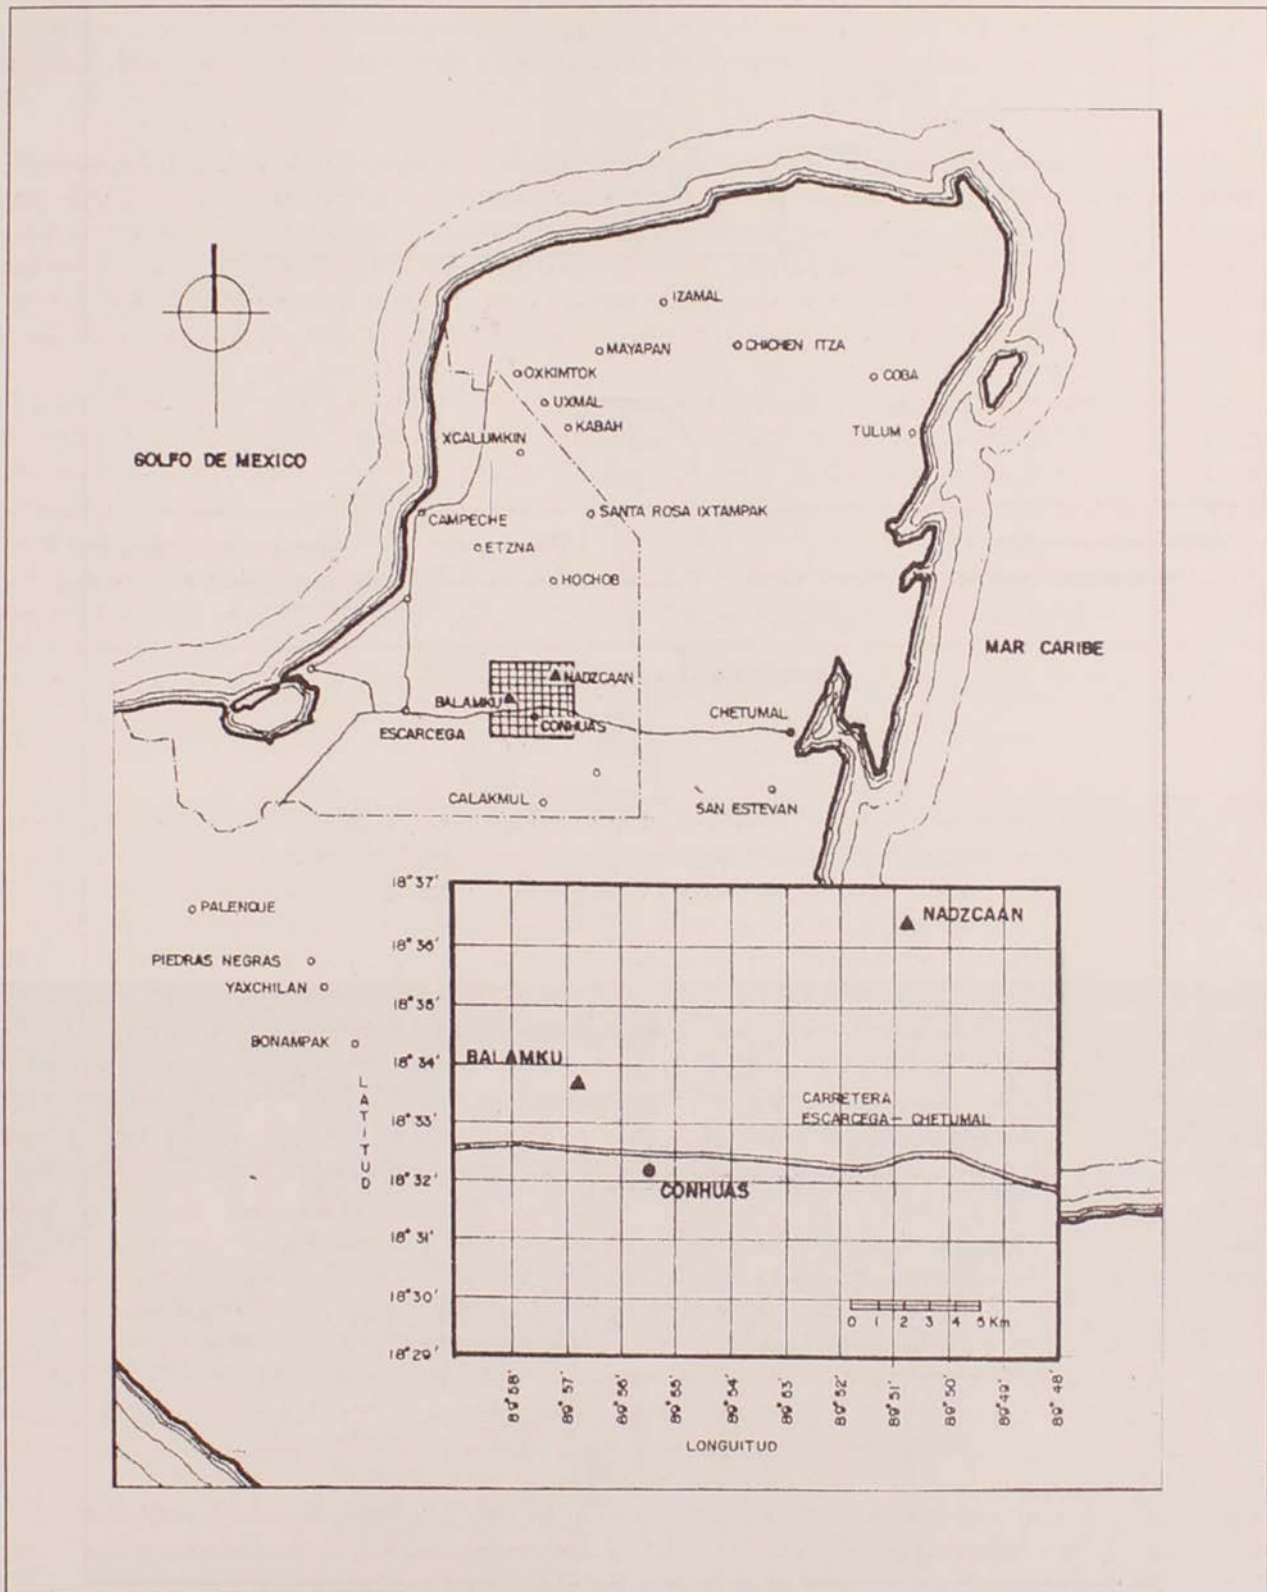 IZAMAL
MAYAPAN
CHICHEN ITZA
OXKIMTOK
COBA
UXMAL
KABAH
TULUM
XCALUMKIN
GOLFO DE MEXICO
SANTA ROSA IXTAMPAK
CAMPECHE
ETZNA
HOCHOB
MAR CARIBE
NADZCAAN
BALAMKU
CHETUMAL
CONHUAS
ESCARCEGA
CALAKMUL
SAN ESTEVAN
PALENQUE
PIEDRAS NEGRAS
YAXCHILAN
BONAMPAK
LATITUD
18° 37'
18° 36'
18° 35'
18° 34'
18° 33'
18° 32'
18° 31'
18° 30'
18° 29'
NADZCAAN
BALAMKU
CARRETERA
ESCARCEGA - CHETUMAL
CONHUAS
0 1 2 3 4 5 Km
89° 58'
89° 57'
89° 56'
89° 55'
89° 54'
89° 53'
89° 52'
89° 51'
89° 50'
89° 49'
89° 48'
LONGUITUD